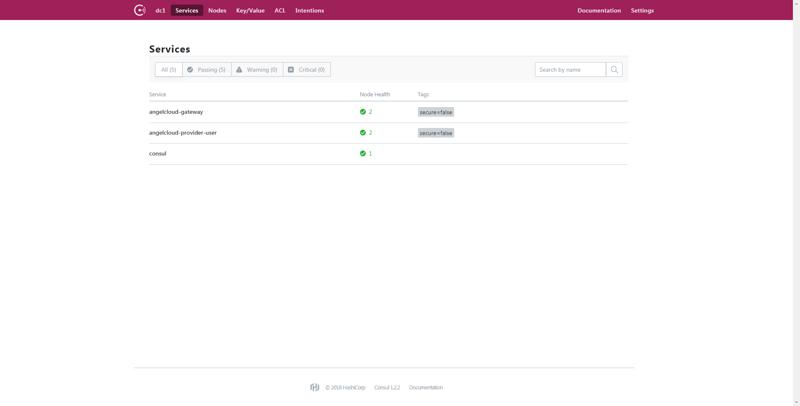 dc1 Services Nodes Key/Value ACL Intentions Documentation Settings
Services
All (5) Passing (5) Warning (0) Critical (0) Search by name
Service Node Health Tags
angelcloud-gateway 2 secure=false
angelcloud-provider-user 2 secure=false
consul 1
© 2018 HashiCorp Consul 1.2.2 Documentation